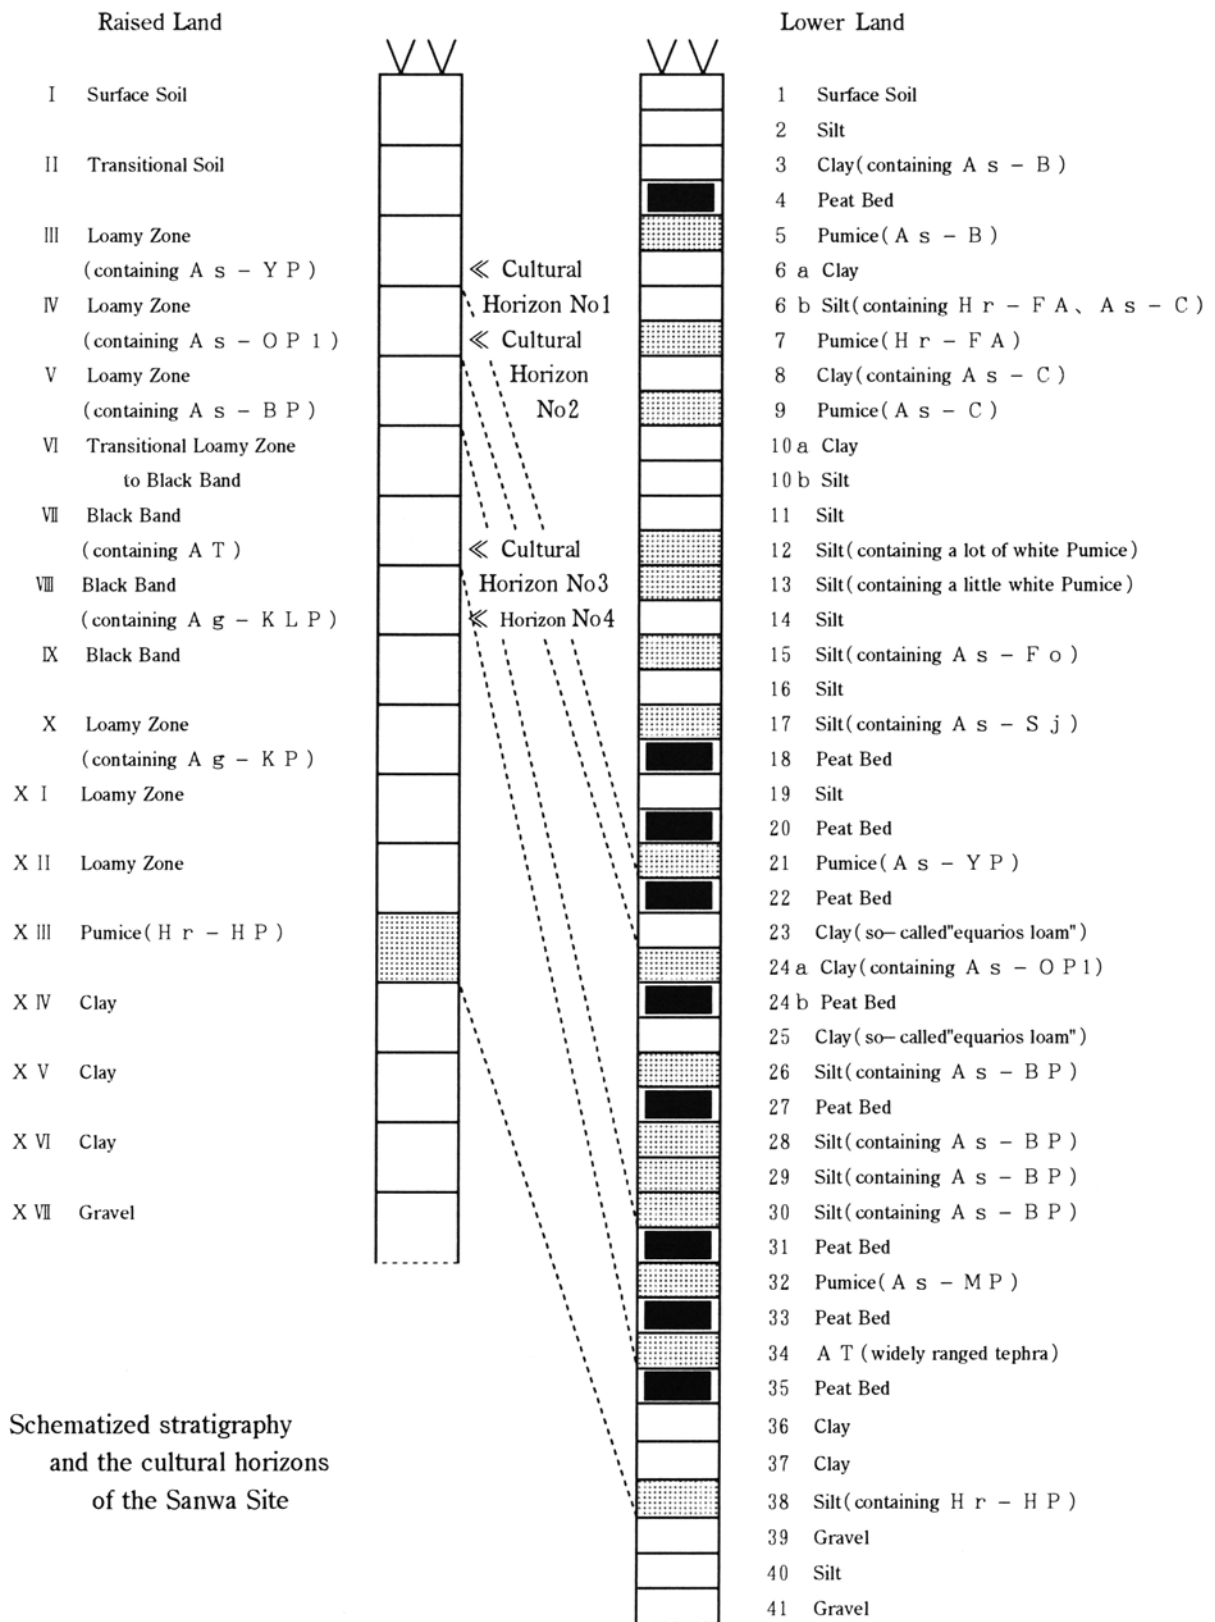 Raised Land
I Surface Soil
II Transitional Soil
III Loamy Zone
(containing As-YP)
IV Loamy Zone
(containing As-OP1)
V Loamy Zone
(containing As-BP)
VI Transitional Loamy Zone
to Black Band
VII Black Band
(containing AT)
VIII Black Band
(containing Ag-KLP)
IX Black Band
X Loamy Zone
(containing Ag-KP)
XI Loamy Zone
XII Loamy Zone
XIII Pumice(Hr-HP)
XIV Clay
XV Clay
XVI Clay
XVII Gravel
≪ Cultural
Horizon No1
≪ Cultural
Horizon
No2
≪ Cultural
Horizon No3
≪ Horizon No4
Lower Land
1 Surface Soil
2 Silt
3 Clay(containing As-B)
4 Peat Bed
5 Pumice(As-B)
6a Clay
6b Silt(containing Hr-FA、As-C)
7 Pumice(Hr-FA)
8 Clay(containing As-C)
9 Pumice(As-C)
10a Clay
10b Silt
11 Silt
12 Silt(containing a lot of white Pumice)
13 Silt(containing a little white Pumice)
14 Silt
15 Silt(containing As-Fo)
16 Silt
17 Silt(containing As-Sj)
18 Peat Bed
19 Silt
20 Peat Bed
21 Pumice(As-YP)
22 Peat Bed
23 Clay(so-called"equarios loam")
24a Clay(containing As-OP1)
24b Peat Bed
25 Clay(so-called"equarios loam")
26 Silt(containing As-BP)
27 Peat Bed
28 Silt(containing As-BP)
29 Silt(containing As-BP)
30 Silt(containing As-BP)
31 Peat Bed
32 Pumice(As-MP)
33 Peat Bed
34 AT(widely ranged tephra)
35 Peat Bed
36 Clay
37 Clay
38 Silt(containing Hr-HP)
39 Gravel
40 Silt
41 Gravel
Schematized stratigraphy
and the cultural horizons
of the Sanwa Site